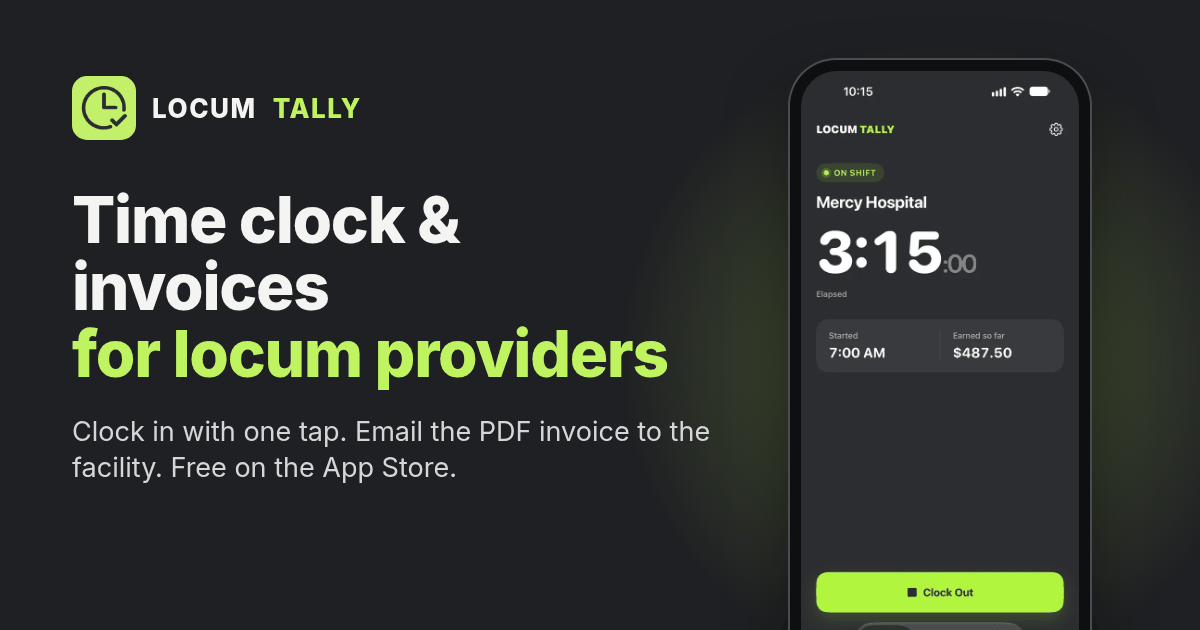 LOCUM TALLY
Time clock &
invoices
for locum providers
Clock in with one tap. Email the PDF invoice to the
facility. Free on the App Store.
10:15
LOCUM TALLY
ON SHIFT
Mercy Hospital
3:15:00
Elapsed
Started
7:00 AM
Earned so far
$487.50
Clock Out